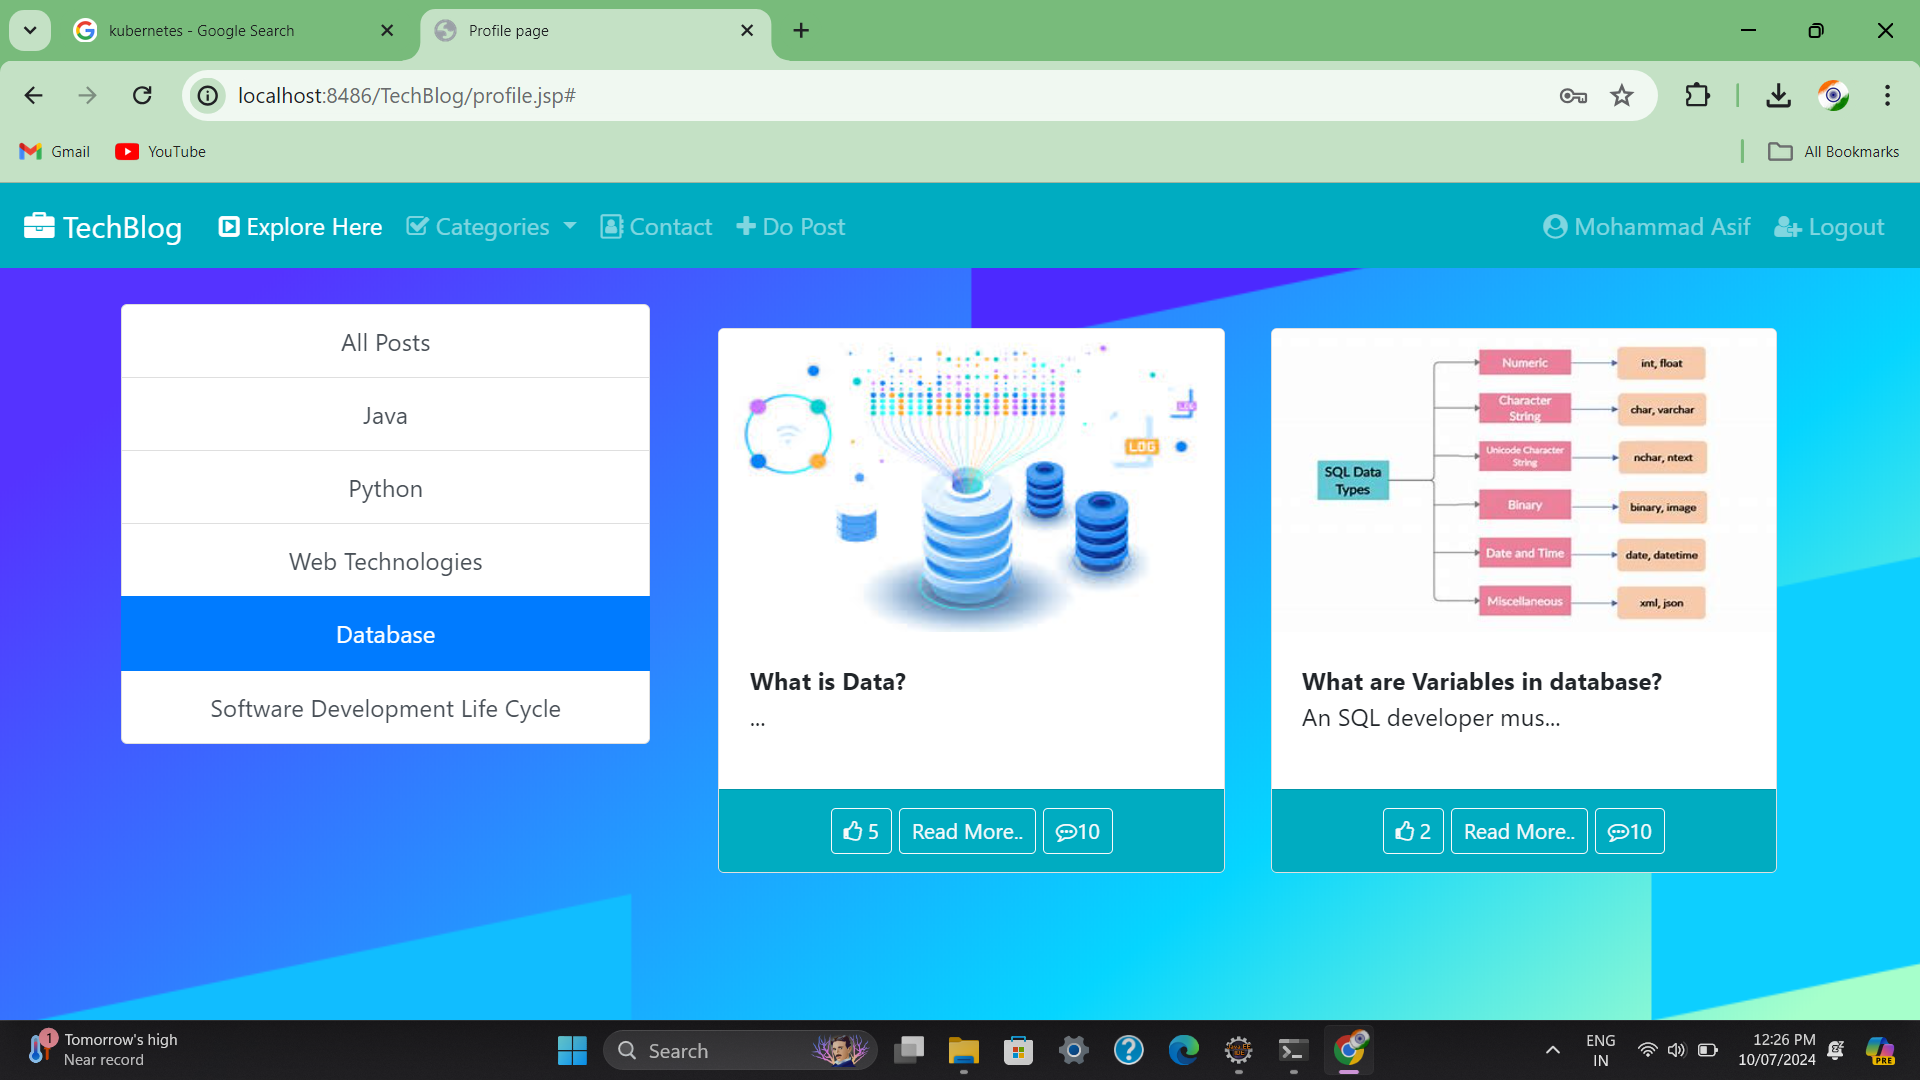 kubernetes - Google Search
Profile page
localhost:8486/TechBlog/profile.jsp#
Gmail
YouTube
All Bookmarks
TechBlog
Explore Here
Categories
Contact
Do Post
Mohammad Asif
Logout
All Posts
Java
Python
Web Technologies
Database
Software Development Life Cycle
LOG
LOG
What is Data?
...
5
Read More..
10
SQL Data
Types
Numeric
int, float
Character
String
char, varchar
Unicode Character
String
nchar, ntext
Binary
binary, image
Date and Time
date, datetime
Miscellaneous
xml, json
What are Variables in database?
An SQL developer mus...
2
Read More..
10
1
Tomorrow's high
Near record
Search
ENG
IN
12:26 PM
10/07/2024
PRE